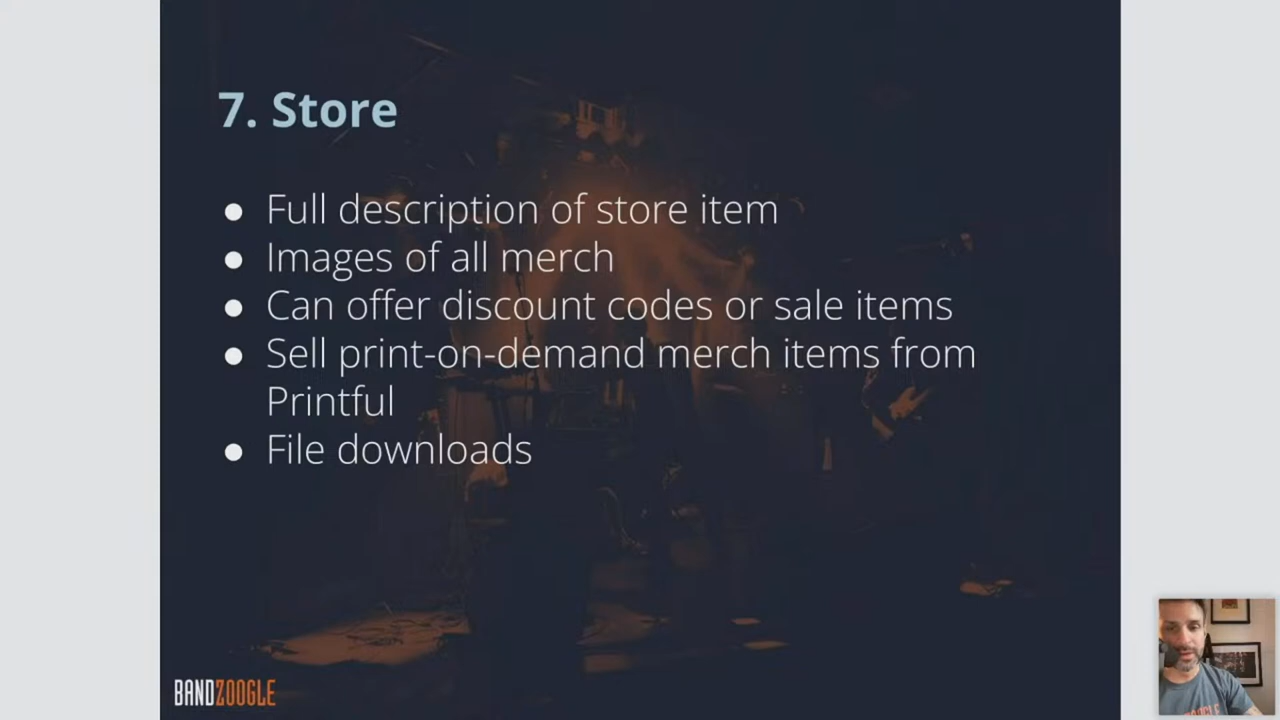 7. Store
● Full description of store item
● Images of all merch
● Can offer discount codes or sale items
● Sell print-on-demand merch items from
Printful
● File downloads
BANDZOOGLE